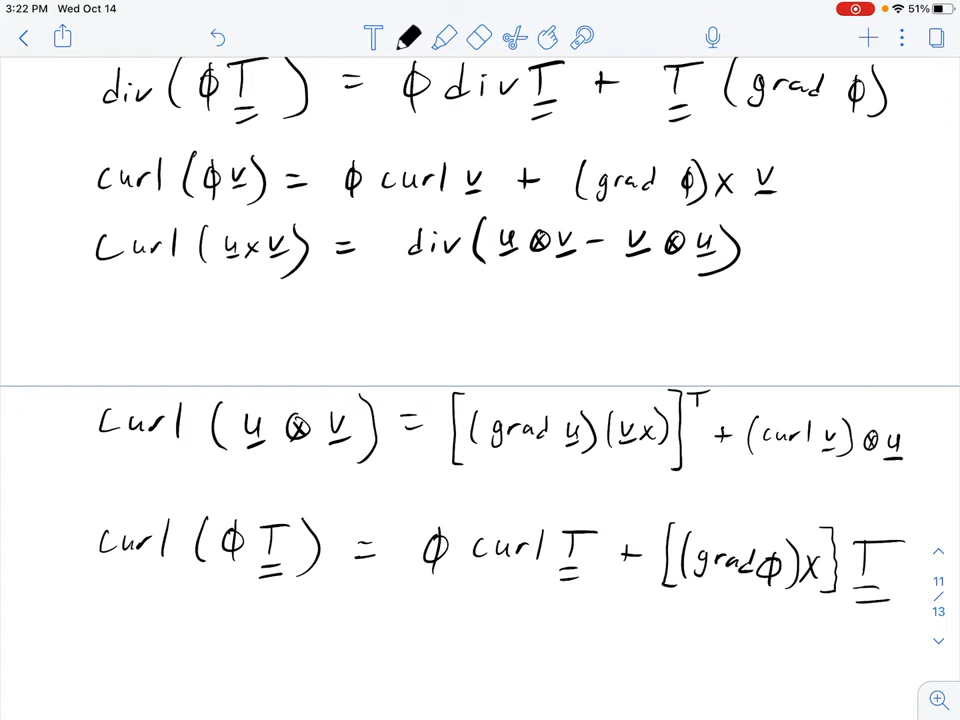 3:22 PM Wed Oct 14 51%
T
div(ϕ T̳) = ϕ div T̳ + T̳ (grad ϕ)
curl (ϕ v̲) = ϕ curl v̲ + (grad ϕ) x v̲
Curl (u̲ x v̲) = div(u̲ ⊗ v̲ - v̲ ⊗ u̲)
Curl (u̲ ⊗ v̲) = [(grad u̲)(v̲x)]ᵀ + (curl v̲) ⊗ u̲
curl (ϕ T̳) = ϕ curl T̳ + [(grad ϕ)x] T̳
11
/
13